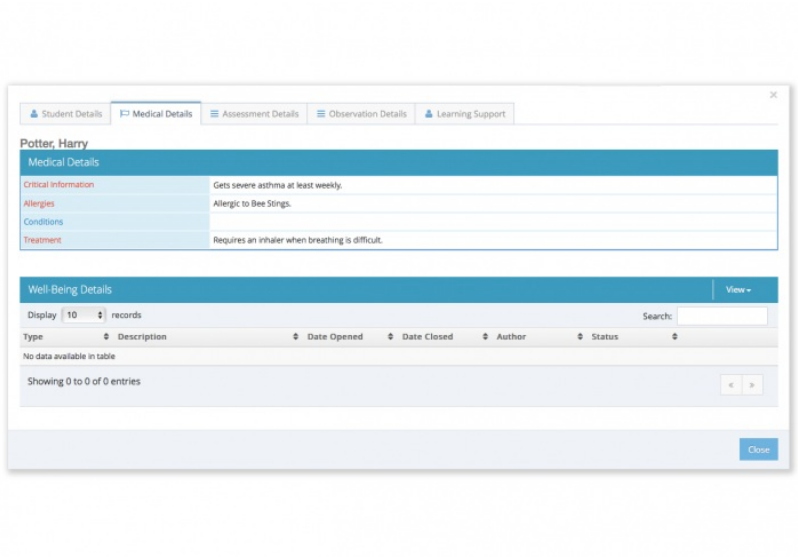 ×
Student Details Medical Details Assessment Details Observation Details Learning Support
Potter, Harry
Medical Details
Critical Information Gets severe asthma at least weekly.
Allergies Allergic to Bee Stings.
Conditions
Treatment Requires an inhaler when breathing is difficult.
Well-Being Details View
Display 10 records Search:
Type Description Date Opened Date Closed Author Status
No data available in table
Showing 0 to 0 of 0 entries « »
Close